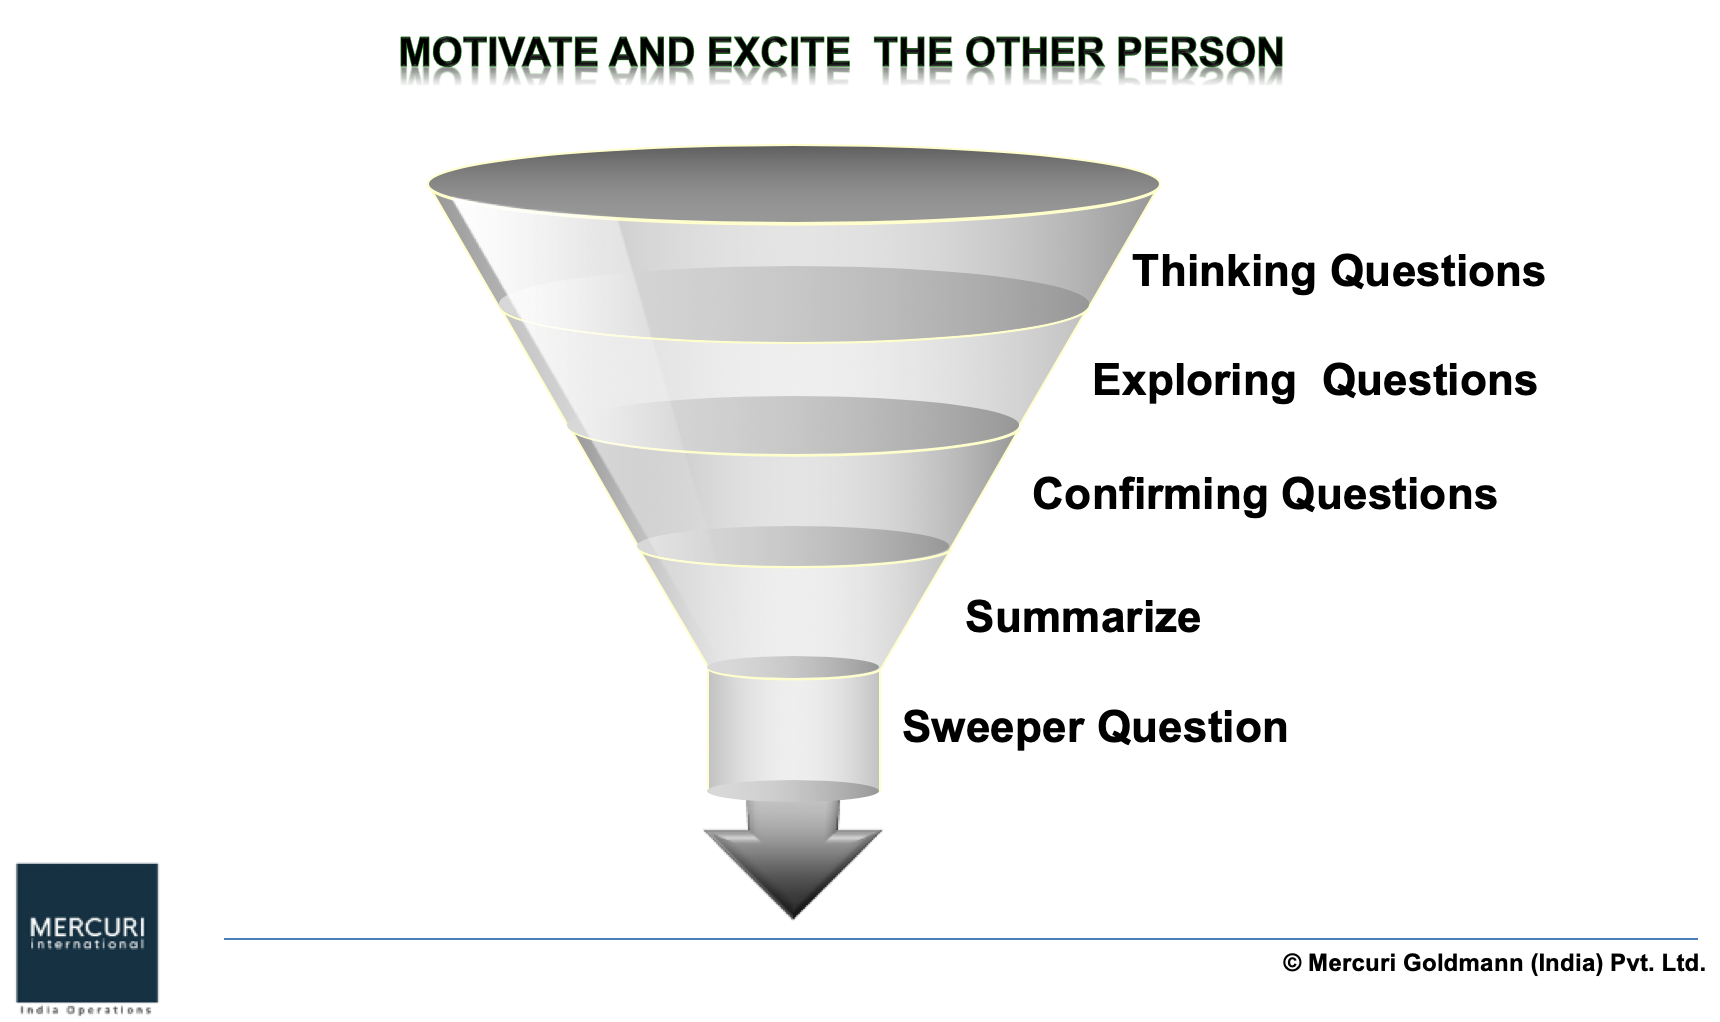 MOTIVATE AND EXCITE  THE OTHER PERSON
Thinking Questions
Exploring  Questions
Confirming Questions
Summarize
Sweeper Question
MERCURI
international
India Operations
© Mercuri Goldmann (India) Pvt. Ltd.